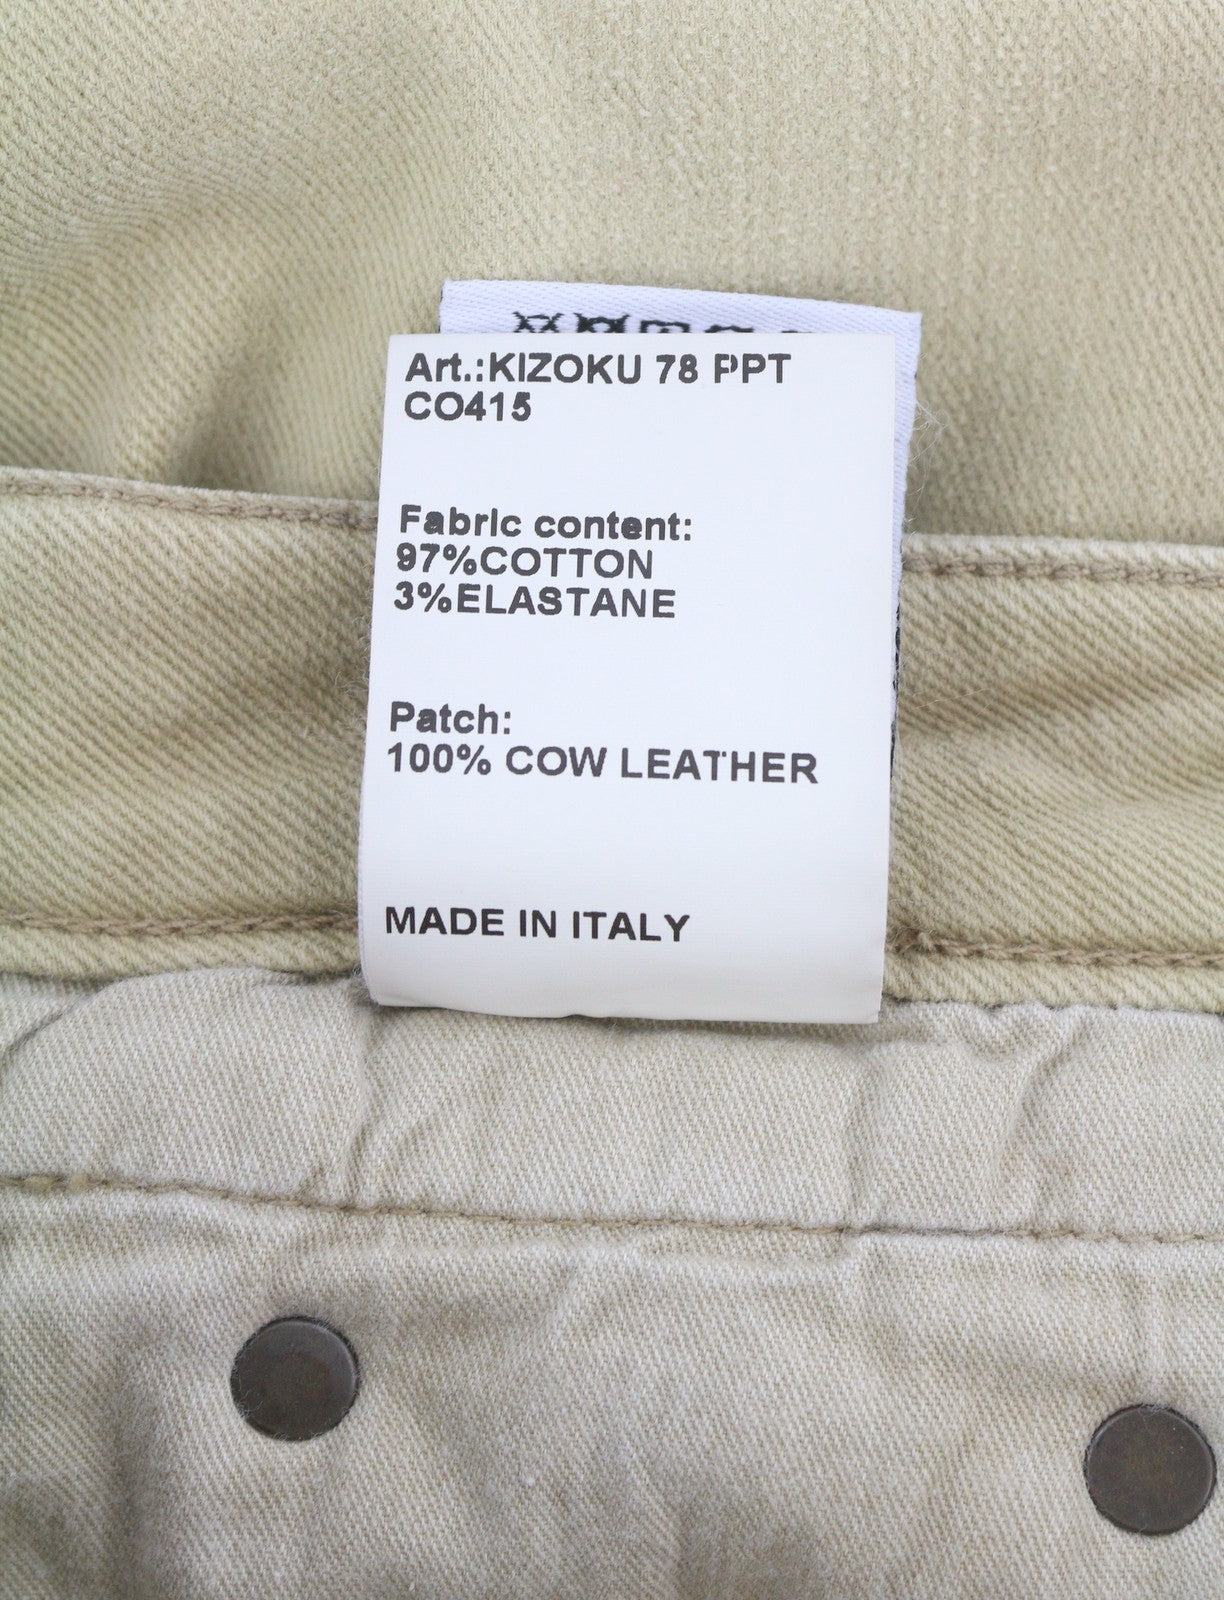 Art.:KIZOKU 78 PPT
CO415
Fabric content:
97%COTTON
3%ELASTANE
Patch:
100% COW LEATHER
MADE IN ITALY